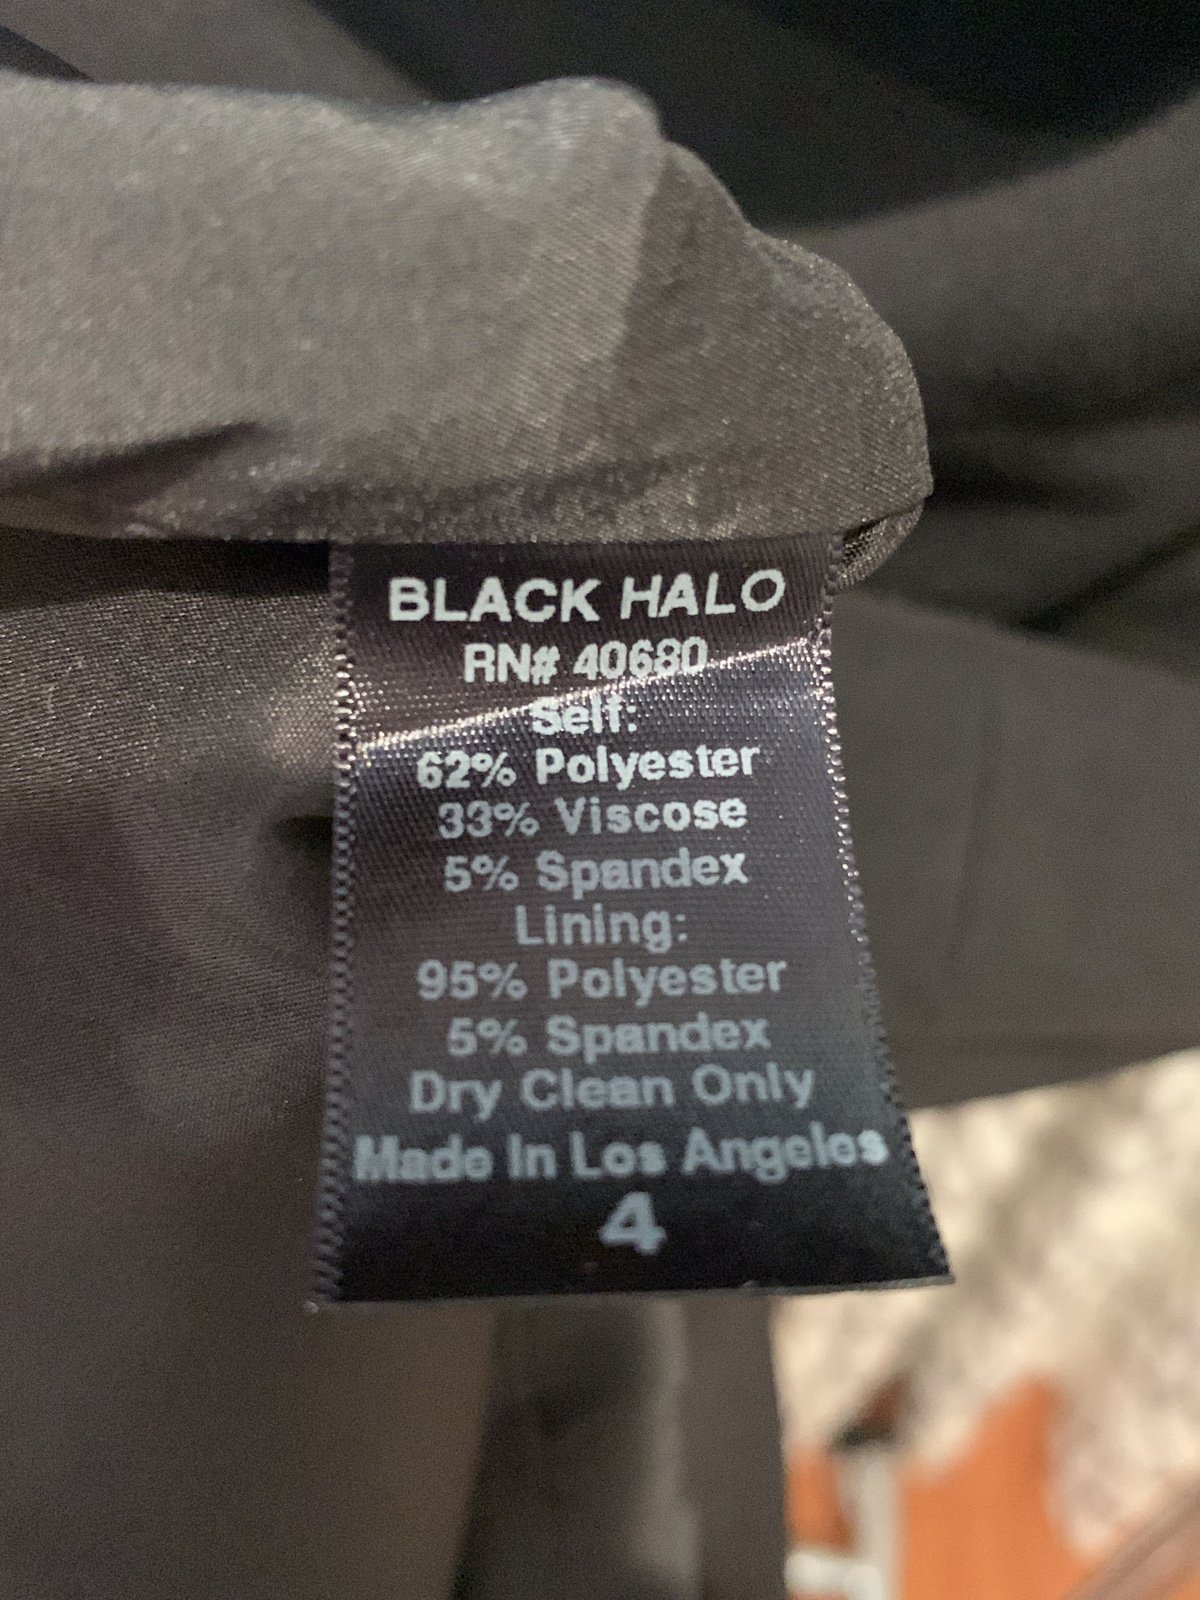 BLACK HALO
RN# 40680
Self:
62% Polyester
33% Viscose
5% Spandex
Lining:
95% Polyester
5% Spandex
Dry Clean Only
Made In Los Angeles
4